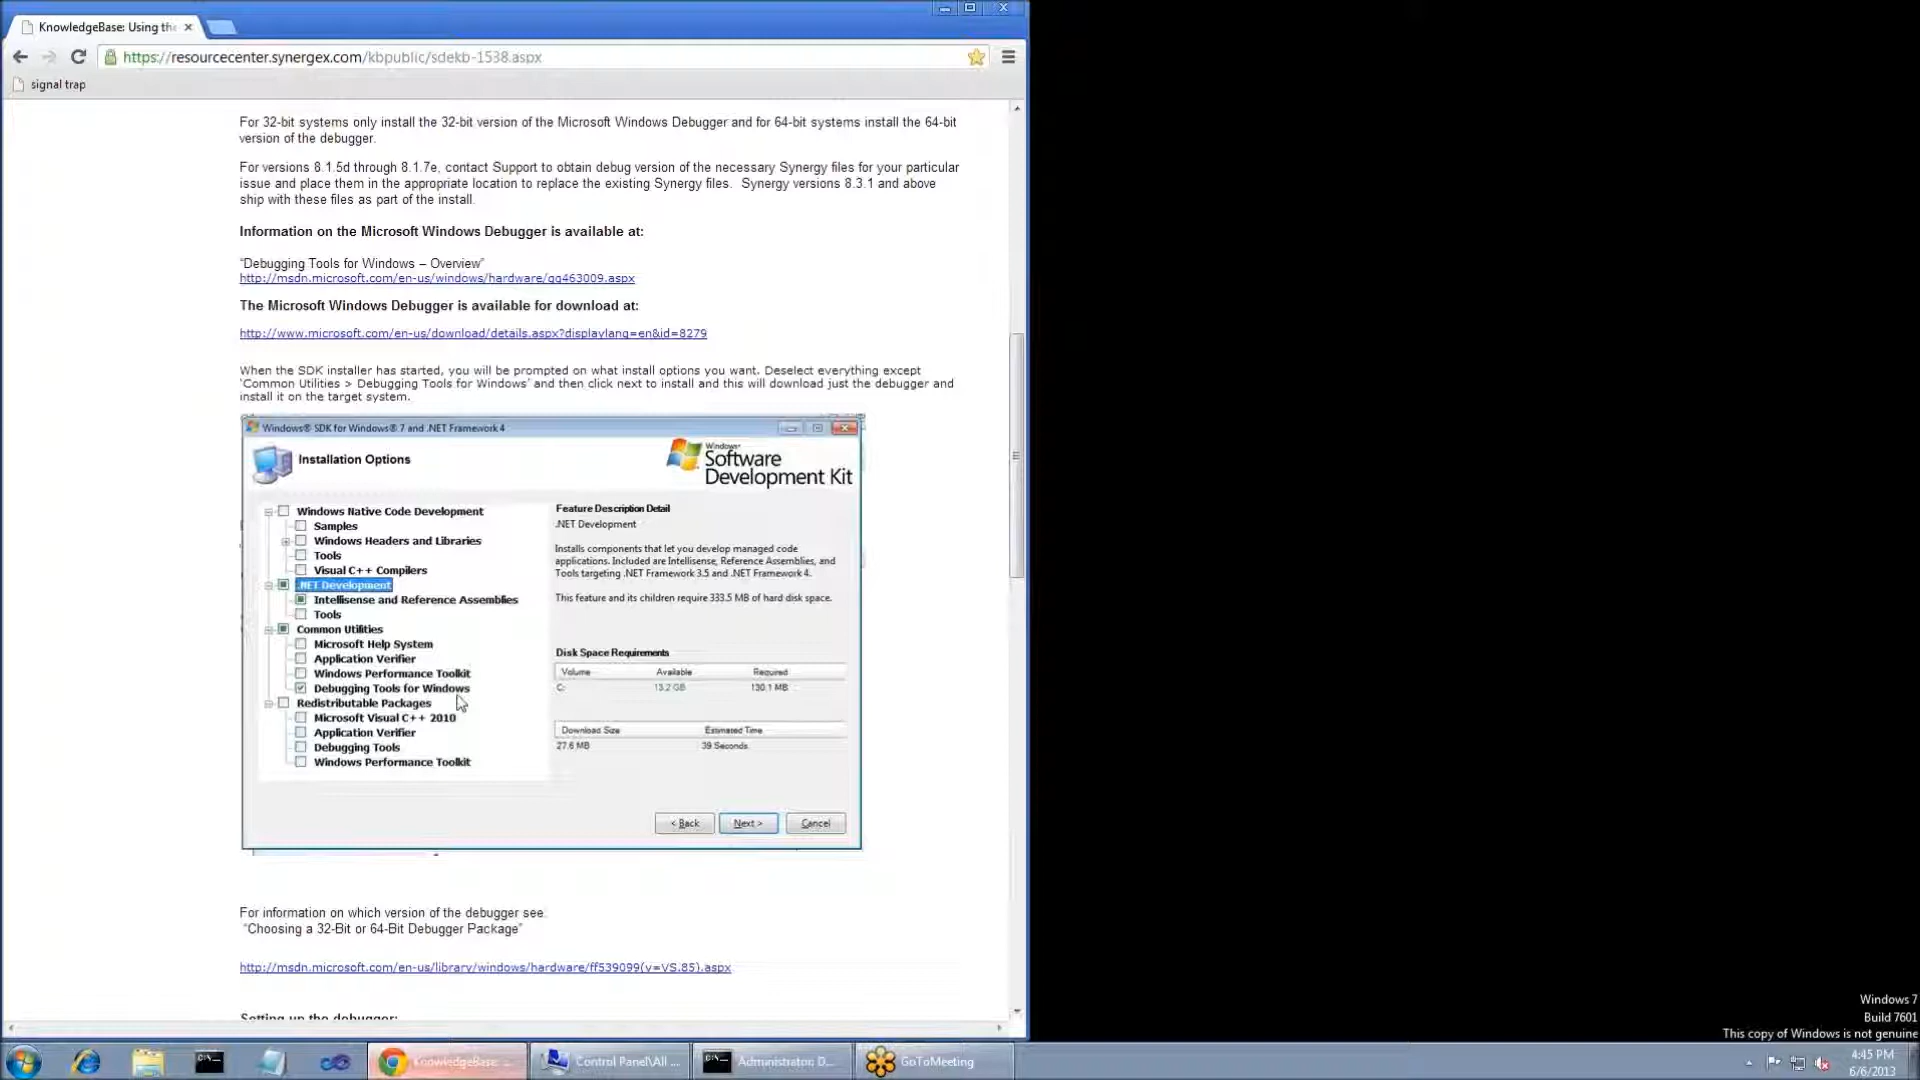 KnowledgeBase: Using the
https://resourcecenter.synergex.com/kbpublic/sdekb-1538.aspx
signal trap
For 32-bit systems only install the 32-bit version of the Microsoft Windows Debugger and for 64-bit systems install the 64-bit
version of the debugger.
For versions 8.1.5d through 8.1.7e, contact Support to obtain debug version of the necessary Synergy files for your particular
issue and place them in the appropriate location to replace the existing Synergy files. Synergy versions 8.3.1 and above
ship with these files as part of the install.
Information on the Microsoft Windows Debugger is available at:
"Debugging Tools for Windows – Overview"
http://msdn.microsoft.com/en-us/windows/hardware/gg463009.aspx
The Microsoft Windows Debugger is available for download at:
http://www.microsoft.com/en-us/download/details.aspx?displaylang=en&id=8279
When the SDK installer has started, you will be prompted on what install options you want. Deselect everything except
'Common Utilities > Debugging Tools for Windows' and then click next to install and this will download just the debugger and
install it on the target system.
Windows® SDK for Windows® 7 and .NET Framework 4
Installation Options
Windows
Software
Development Kit
Windows Native Code Development
Samples
Windows Headers and Libraries
Tools
Visual C++ Compilers
.NET Development
Intellisense and Reference Assemblies
Tools
Common Utilities
Microsoft Help System
Application Verifier
Windows Performance Toolkit
Debugging Tools for Windows
Redistributable Packages
Microsoft Visual C++ 2010
Application Verifier
Debugging Tools
Windows Performance Toolkit
Feature Description Detail
.NET Development
Installs components that let you develop managed code
applications. Included are Intellisense, Reference Assemblies, and
Tools targeting .NET Framework 3.5 and .NET Framework 4.
This feature and its children require 333.5 MB of hard disk space.
Disk Space Requirements
Volume Available Required
C: 13.2 GB 130.1 MB
Download Size Estimated Time
27.6 MB 39 Seconds
< Back Next > Cancel
For information on which version of the debugger see.
"Choosing a 32-Bit or 64-Bit Debugger Package"
http://msdn.microsoft.com/en-us/library/windows/hardware/ff539099(v=VS.85).aspx
Setting up the debugger:
Windows 7
Build 7601
This copy of Windows is not genuine
KnowledgeBase: ... Control Panel\All ... Administrator: D... GoToMeeting
4:45 PM
6/6/2013